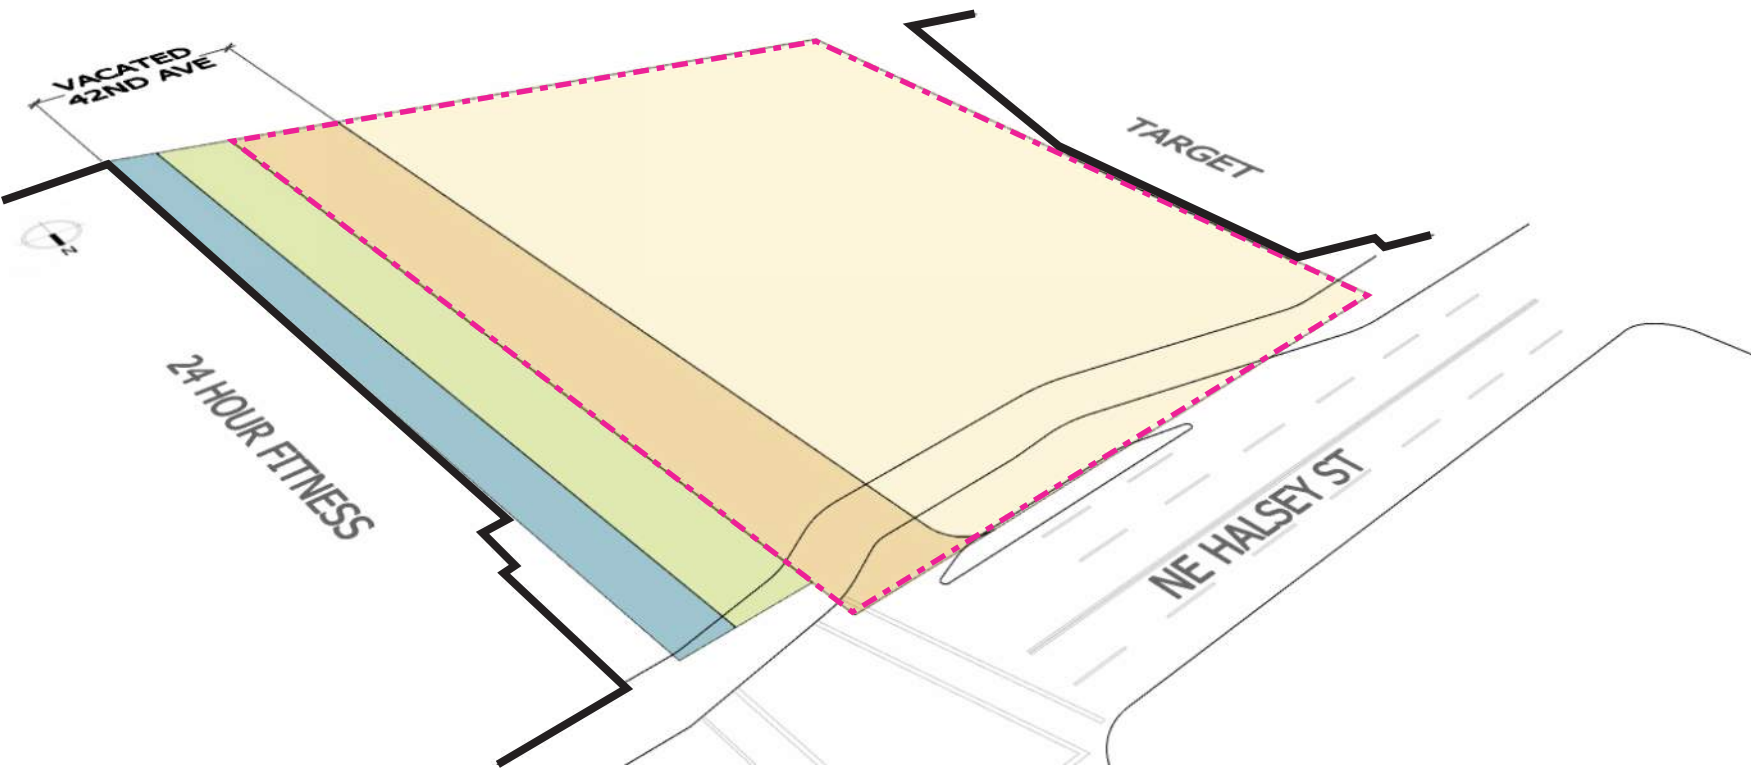 VACATED
42ND AVE
TARGET
N
24 HOUR FITNESS
NE HALSEY ST